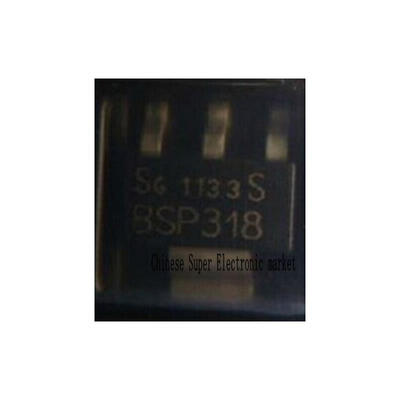 S6 1133 S
BSP318
Chinese Super Electronic market